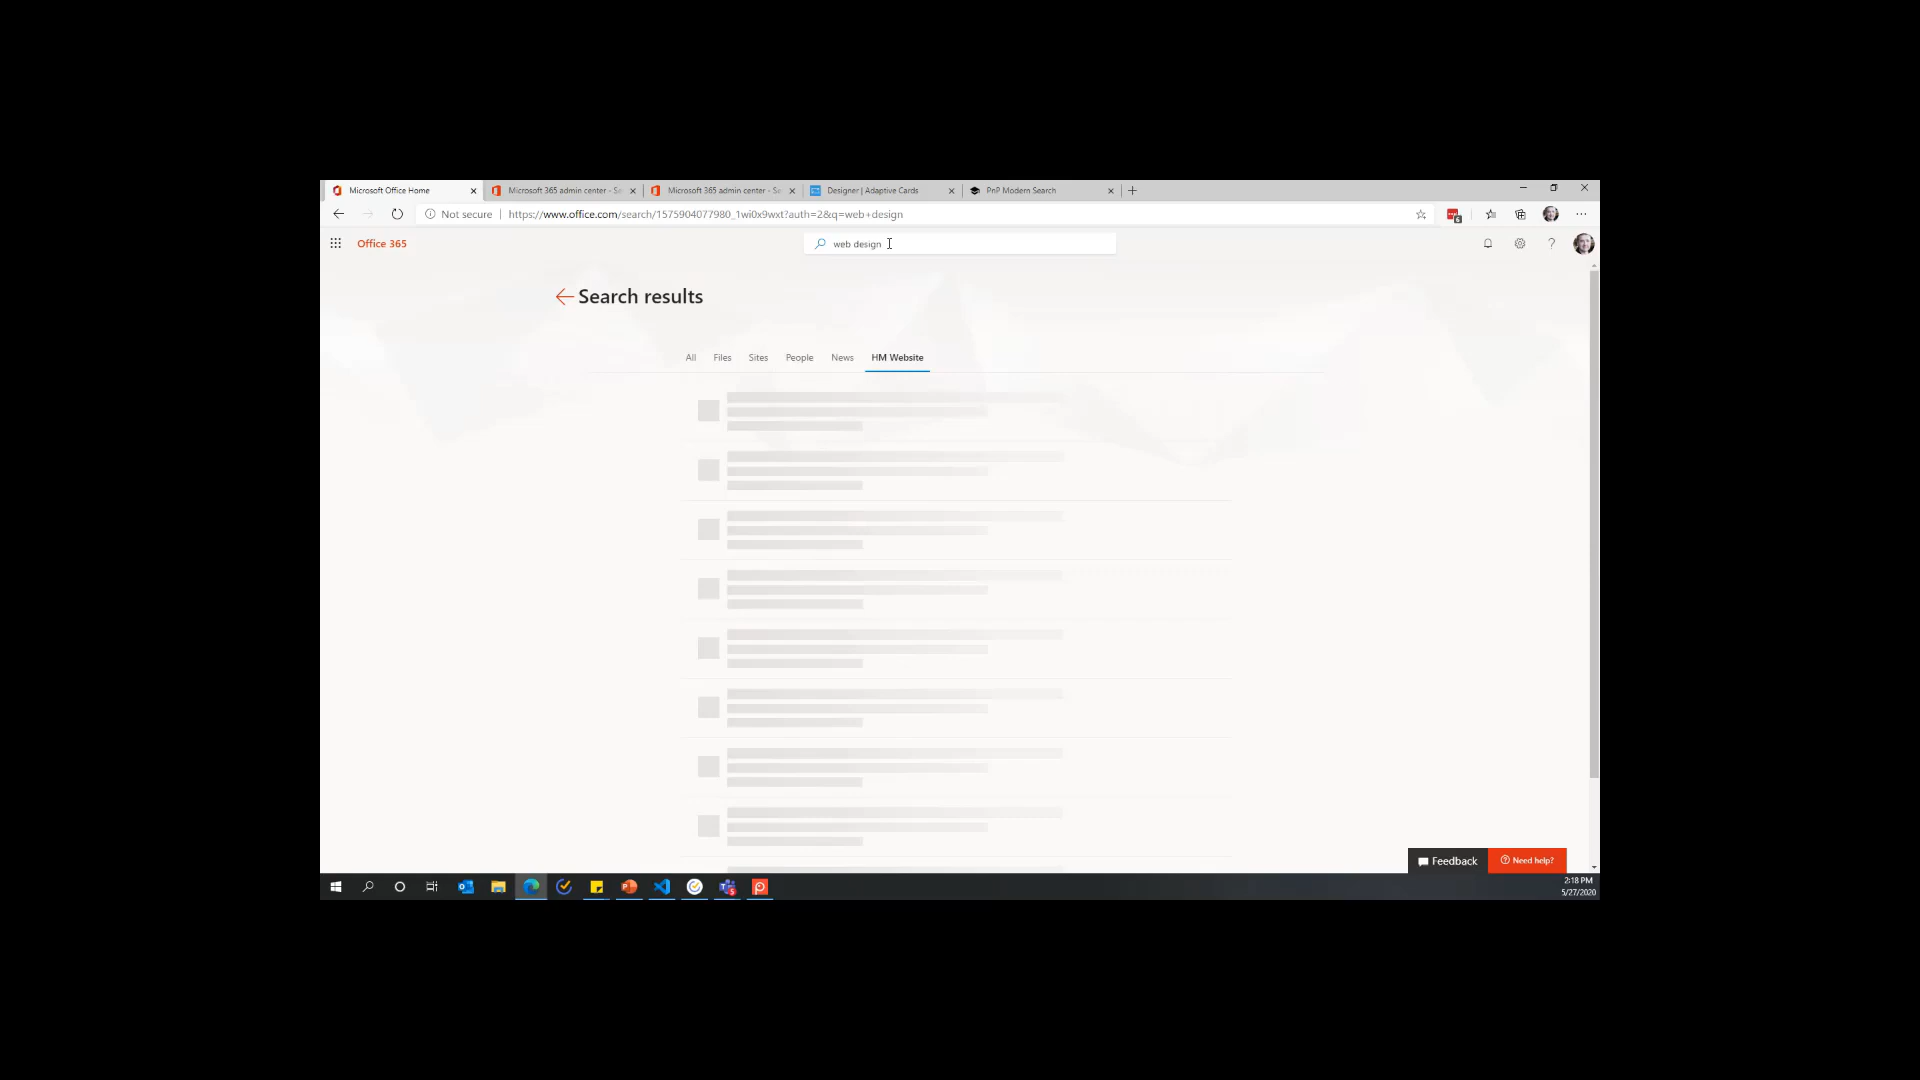 Microsoft Office Home
Microsoft 365 admin center - Se
Microsoft 365 admin center - Se
Designer | Adaptive Cards
PnP Modern Search
Not secure
https://www.office.com/search/1575904077980_1wi0x9wxt?auth=2&q=web+design
Office 365
web design
Search results
All
Files
Sites
People
News
HM Website
Feedback
Need help?
2:18 PM
5/27/2020